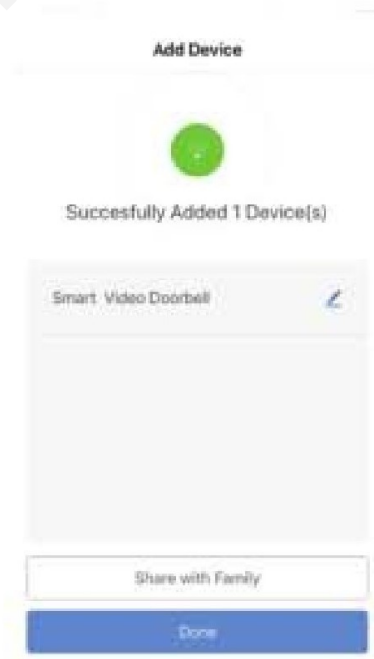 Add Device
Succesfully Added 1 Device(s)
Smart Video Doorbell
Share with Family
Done